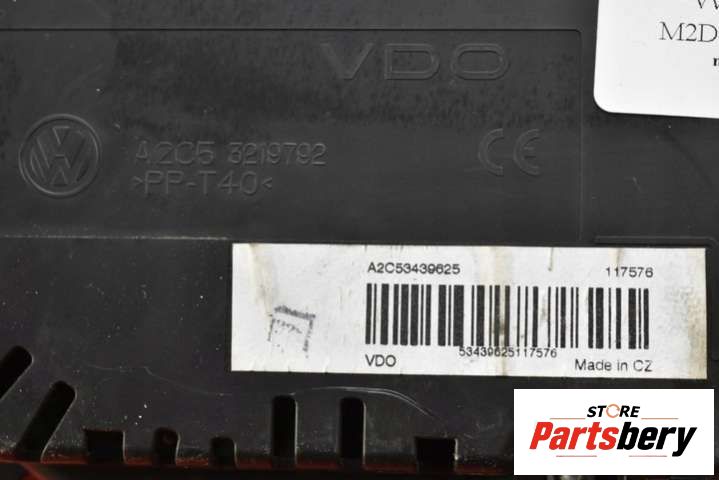 M2D
VDO
A2C5 3219792
>PP-T40<
CE
A2C53439625 117576
53439625117576
VDO Made in CZ
STORE
Partsbery